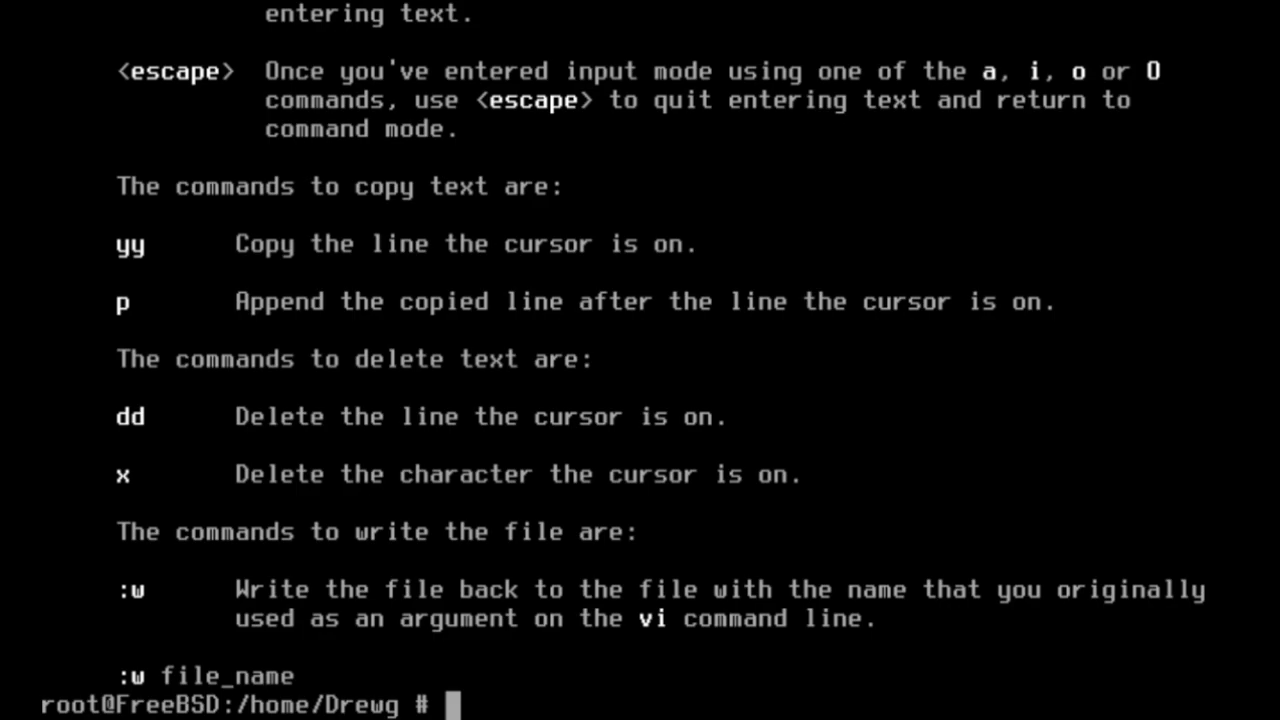 entering text.
<escape> Once you've entered input mode using one of the a, i, o or O
commands, use <escape> to quit entering text and return to
command mode.
The commands to copy text are:
yy Copy the line the cursor is on.
p Append the copied line after the line the cursor is on.
The commands to delete text are:
dd Delete the line the cursor is on.
x Delete the character the cursor is on.
The commands to write the file are:
:w Write the file back to the file with the name that you originally
used as an argument on the vi command line.
:w file_name
root@FreeBSD:/home/Drewg #